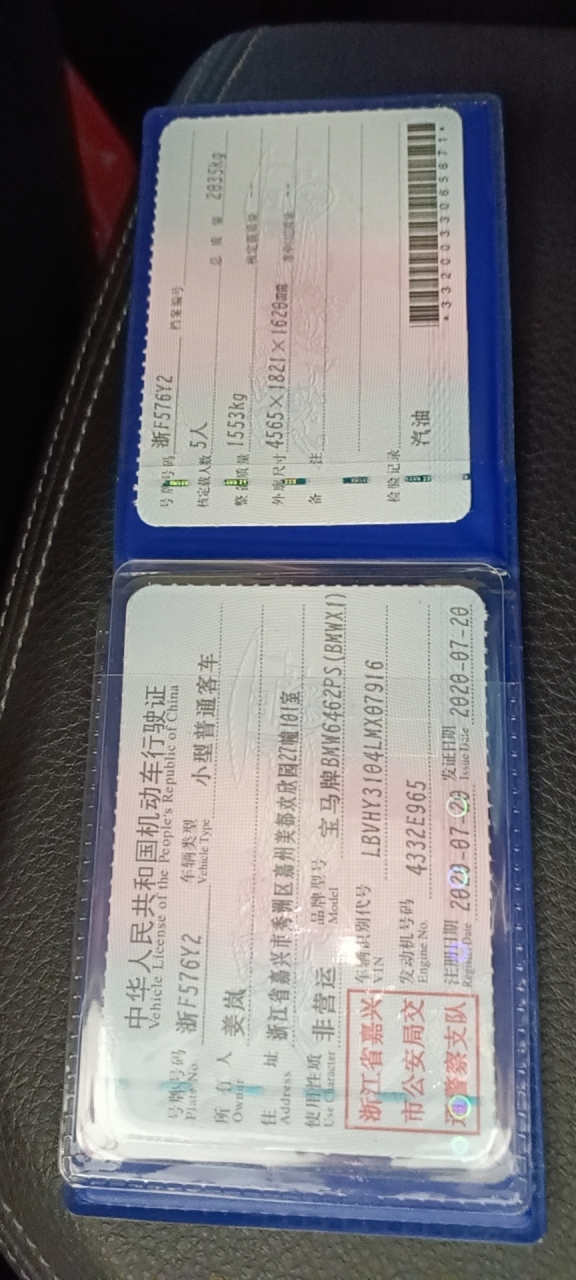 中华人民共和国机动车行驶证
Vehicle License of the People's Republic of China
号牌号码 浙F576Y2 车辆类型 小型普通客车
Plate No. Vehicle Type
所有人 姜岚
Owner
住址 浙江省嘉兴市秀洲区嘉州美都欢欣园27幢101室
Address
使用性质 非营运 品牌型号 宝马牌BMW6462PS(BMWX1)
Use Character Model
浙江省嘉兴
市公安局交
警察支队
车辆识别代号 LBVHY3104LMX07916
VIN
发动机号码 4332E965
Engine No.
注册日期 2020-07-20 发证日期 2020-07-20
Register Date Issue Date
号牌号码 浙F576Y2 档案编号
核定载人数 5人 总质量 2035kg
整备质量 1553kg 核定载质量 --
外廓尺寸 4565×1821×1620mm 准牵引总质量 --
备注
检验记录 汽油
*3320033065671*